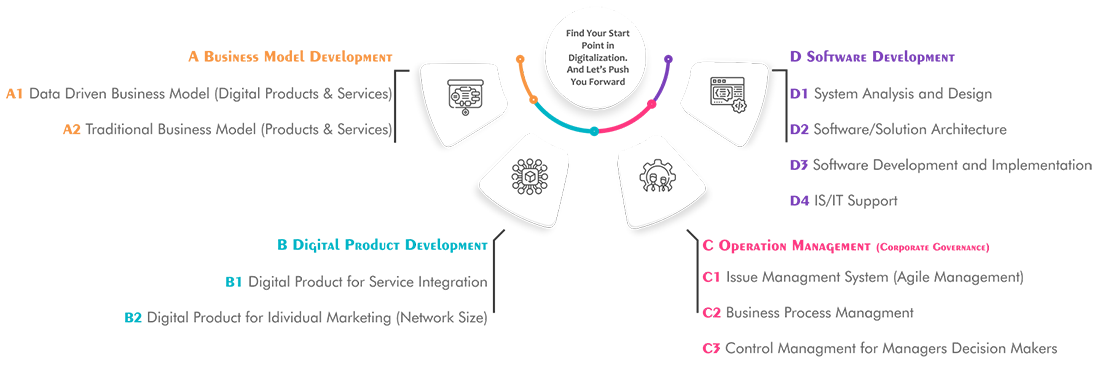 Find Your Start
Point in
Digitalization.
And Let's Push
You Forward
A Business Model Development
A1 Data Driven Business Model (Digital Products & Services)
A2 Traditional Business Model (Products & Services)
B Digital Product Development
B1 Digital Product for Service Integration
B2 Digital Product for Idividual Marketing (Network Size)
C Operation Management (Corporate Governance)
C1 Issue Managment System (Agile Management)
C2 Business Process Managment
C3 Control Managment for Managers Decision Makers
D Software Development
D1 System Analysis and Design
D2 Software/Solution Architecture
D3 Software Development and Implementation
D4 IS/IT Support